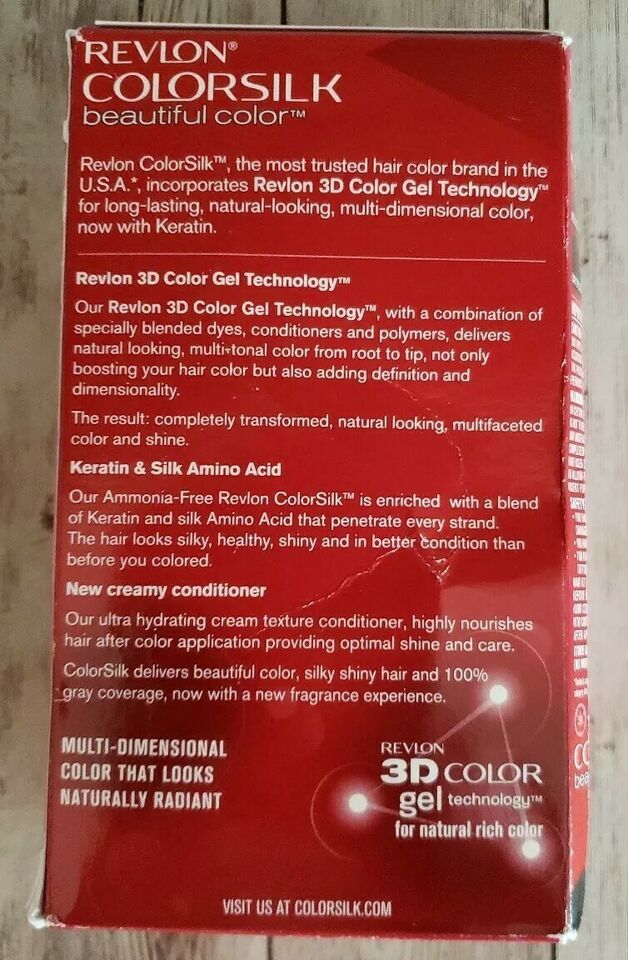 REVLON®
COLORSILK
beautiful color™
Revlon ColorSilk™, the most trusted hair color brand in the
U.S.A.*, incorporates Revlon 3D Color Gel Technology™
for long-lasting, natural-looking, multi-dimensional color,
now with Keratin.
Revlon 3D Color Gel Technology™
Our Revlon 3D Color Gel Technology™, with a combination of
specially blended dyes, conditioners and polymers, delivers
natural looking, multi-tonal color from root to tip, not only
boosting your hair color but also adding definition and
dimensionality.
The result: completely transformed, natural looking, multifaceted
color and shine.
Keratin & Silk Amino Acid
Our Ammonia-Free Revlon ColorSilk™ is enriched with a blend
of Keratin and silk Amino Acid that penetrate every strand.
The hair looks silky, healthy, shiny and in better condition than
before you colored.
New creamy conditioner
Our ultra hydrating cream texture conditioner, highly nourishes
hair after color application providing optimal shine and care.
ColorSilk delivers beautiful color, silky shiny hair and 100%
gray coverage, now with a new fragrance experience.
MULTI-DIMENSIONAL
COLOR THAT LOOKS
NATURALLY RADIANT
REVLON
3D COLOR
gel technology™
for natural rich color
VISIT US AT COLORSILK.COM